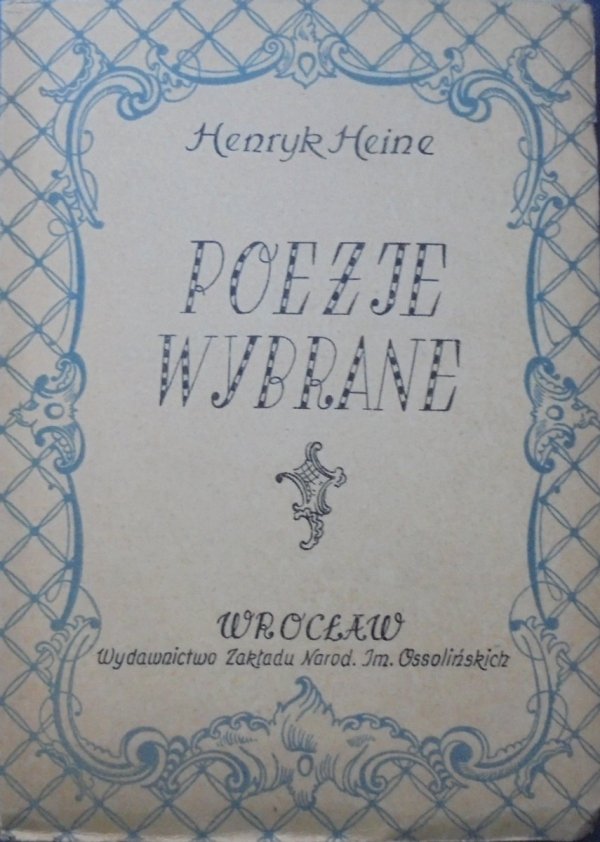 Henryk Heine
POEZJE
WYBRANE
WROCŁAW
Wydawnictwo Zakładu Narod. Im. Ossolińskich